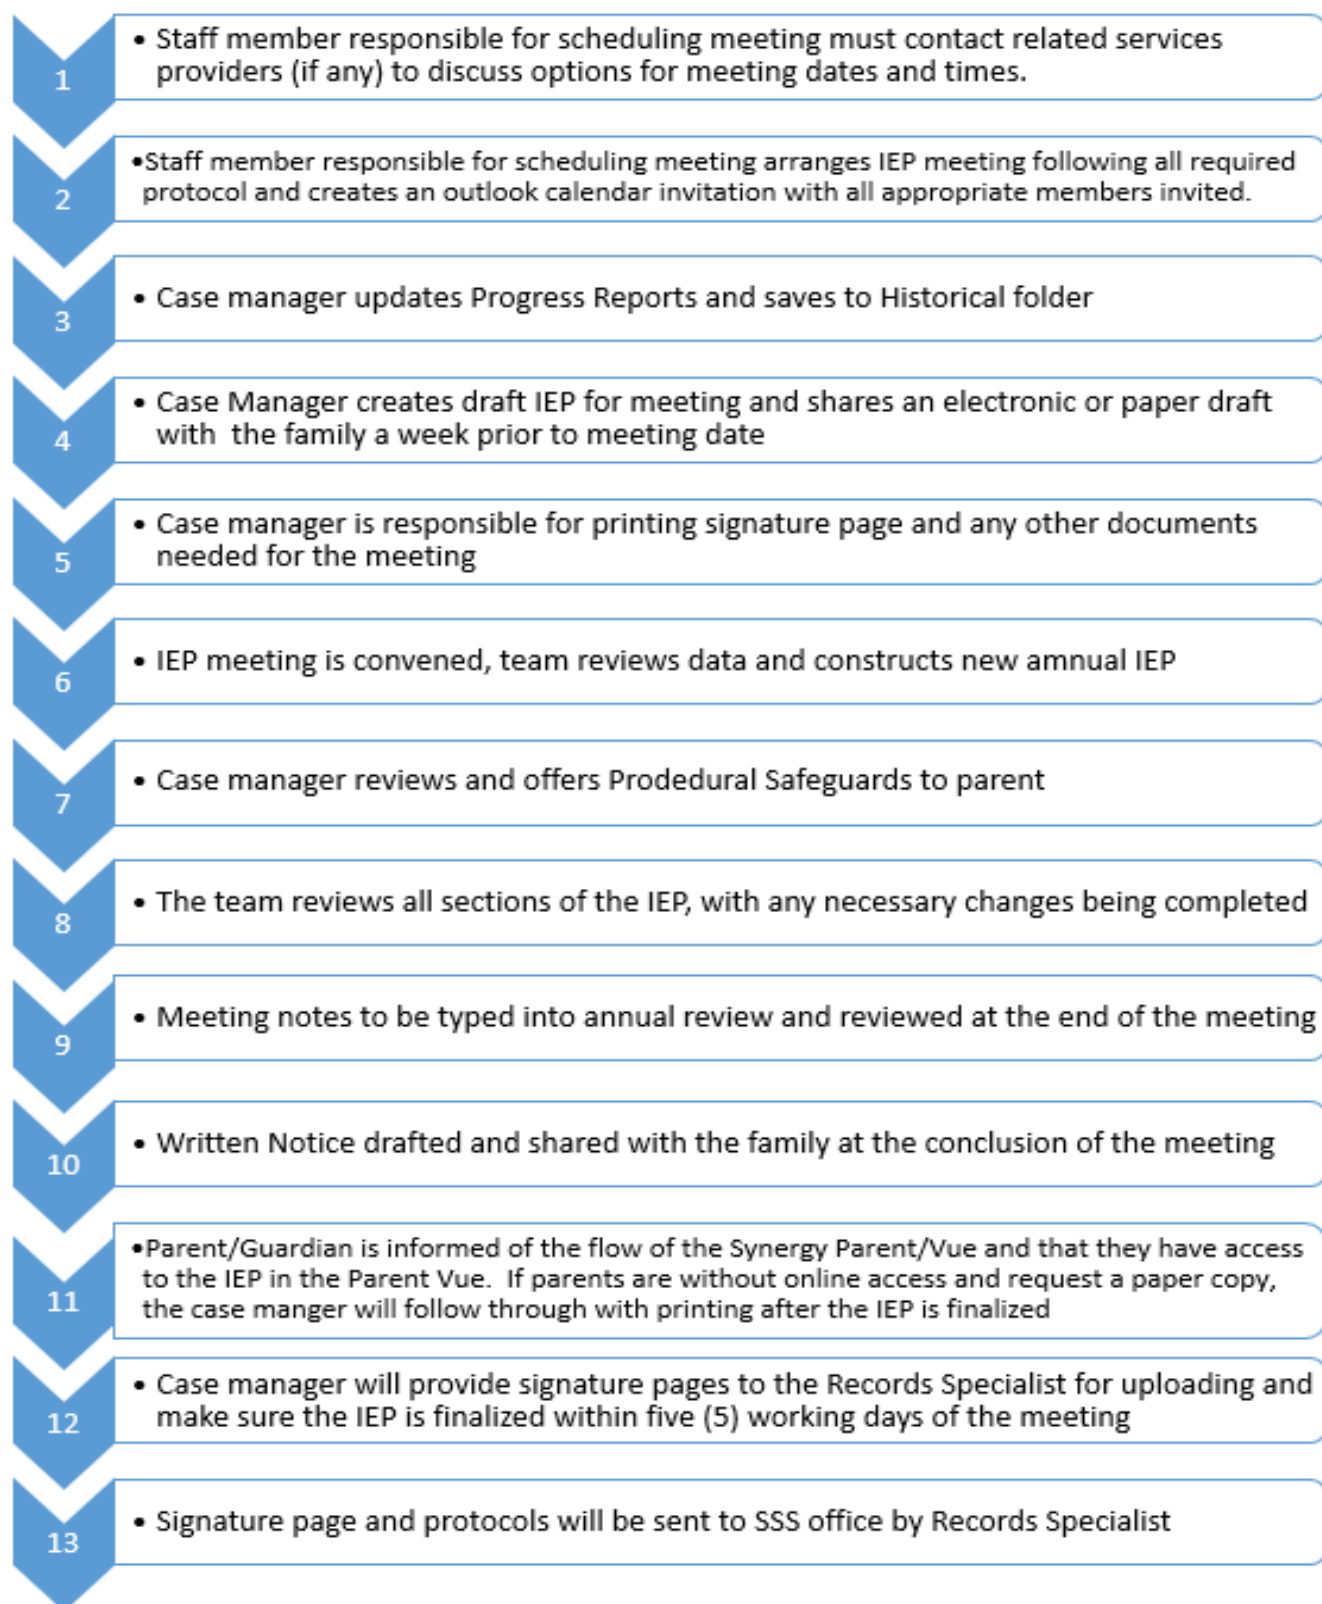 1
• Staff member responsible for scheduling meeting must contact related services
providers (if any) to discuss options for meeting dates and times.
2
•Staff member responsible for scheduling meeting arranges IEP meeting following all required
protocol and creates an outlook calendar invitation with all appropriate members invited.
3
• Case manager updates Progress Reports and saves to Historical folder
4
• Case Manager creates draft IEP for meeting and shares an electronic or paper draft
with  the family a week prior to meeting date
5
• Case manager is responsible for printing signature page and any other documents
needed for the meeting
6
• IEP meeting is convened, team reviews data and constructs new amnual IEP
7
• Case manager reviews and offers Prodedural Safeguards to parent
8
• The team reviews all sections of the IEP, with any necessary changes being completed
9
• Meeting notes to be typed into annual review and reviewed at the end of the meeting
10
• Written Notice drafted and shared with the family at the conclusion of the meeting
11
•Parent/Guardian is informed of the flow of the Synergy Parent/Vue and that they have access
to the IEP in the Parent Vue.  If parents are without online access and request a paper copy,
the case manger will follow through with printing after the IEP is finalized
12
• Case manager will provide signature pages to the Records Specialist for uploading and
make sure the IEP is finalized within five (5) working days of the meeting
13
• Signature page and protocols will be sent to SSS office by Records Specialist